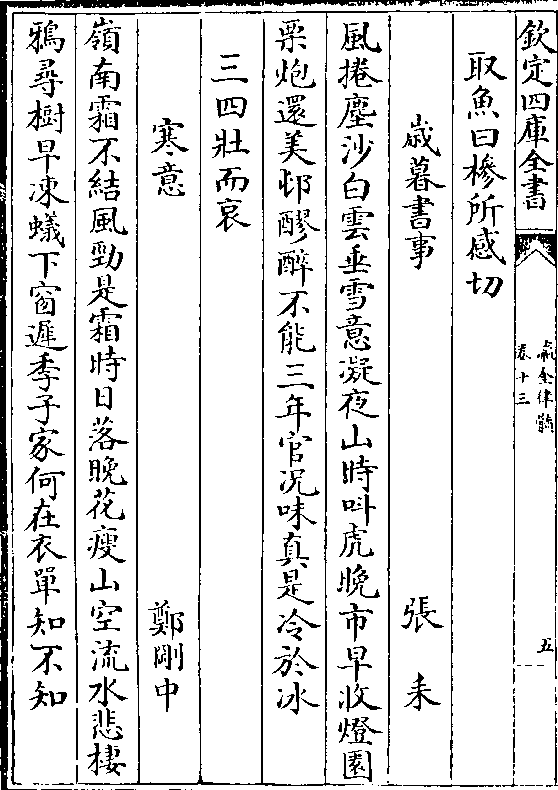 欽定四庫全書
瀛奎律髓
卷十三
五
取魚曰槮所感切
歳暮書事 張耒
風捲塵沙白雲垂雪意凝夜山時叫虎晚市早收燈園
栗炮還美邨醪醉不能三年官况味真是冷於冰
三四壯而哀
寒意 鄭剛中
嶺南霜不結風勁是霜時日落晚花瘦山空流水悲棲
鴉尋樹早凍蟻下窗遲季子家何在衣單知不知